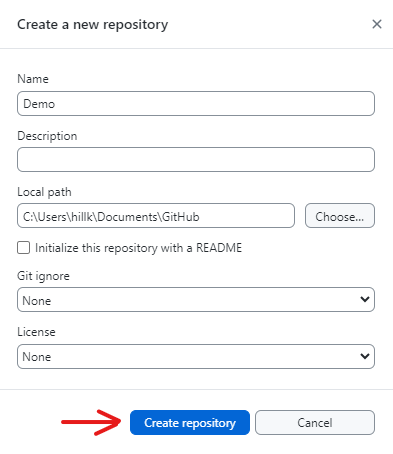 Create a new repository
Name
Demo
Description
Local path
C:\Users\hillk\Documents\GitHub
Choose...
Initialize this repository with a README
Git ignore
None
License
None
Create repository
Cancel